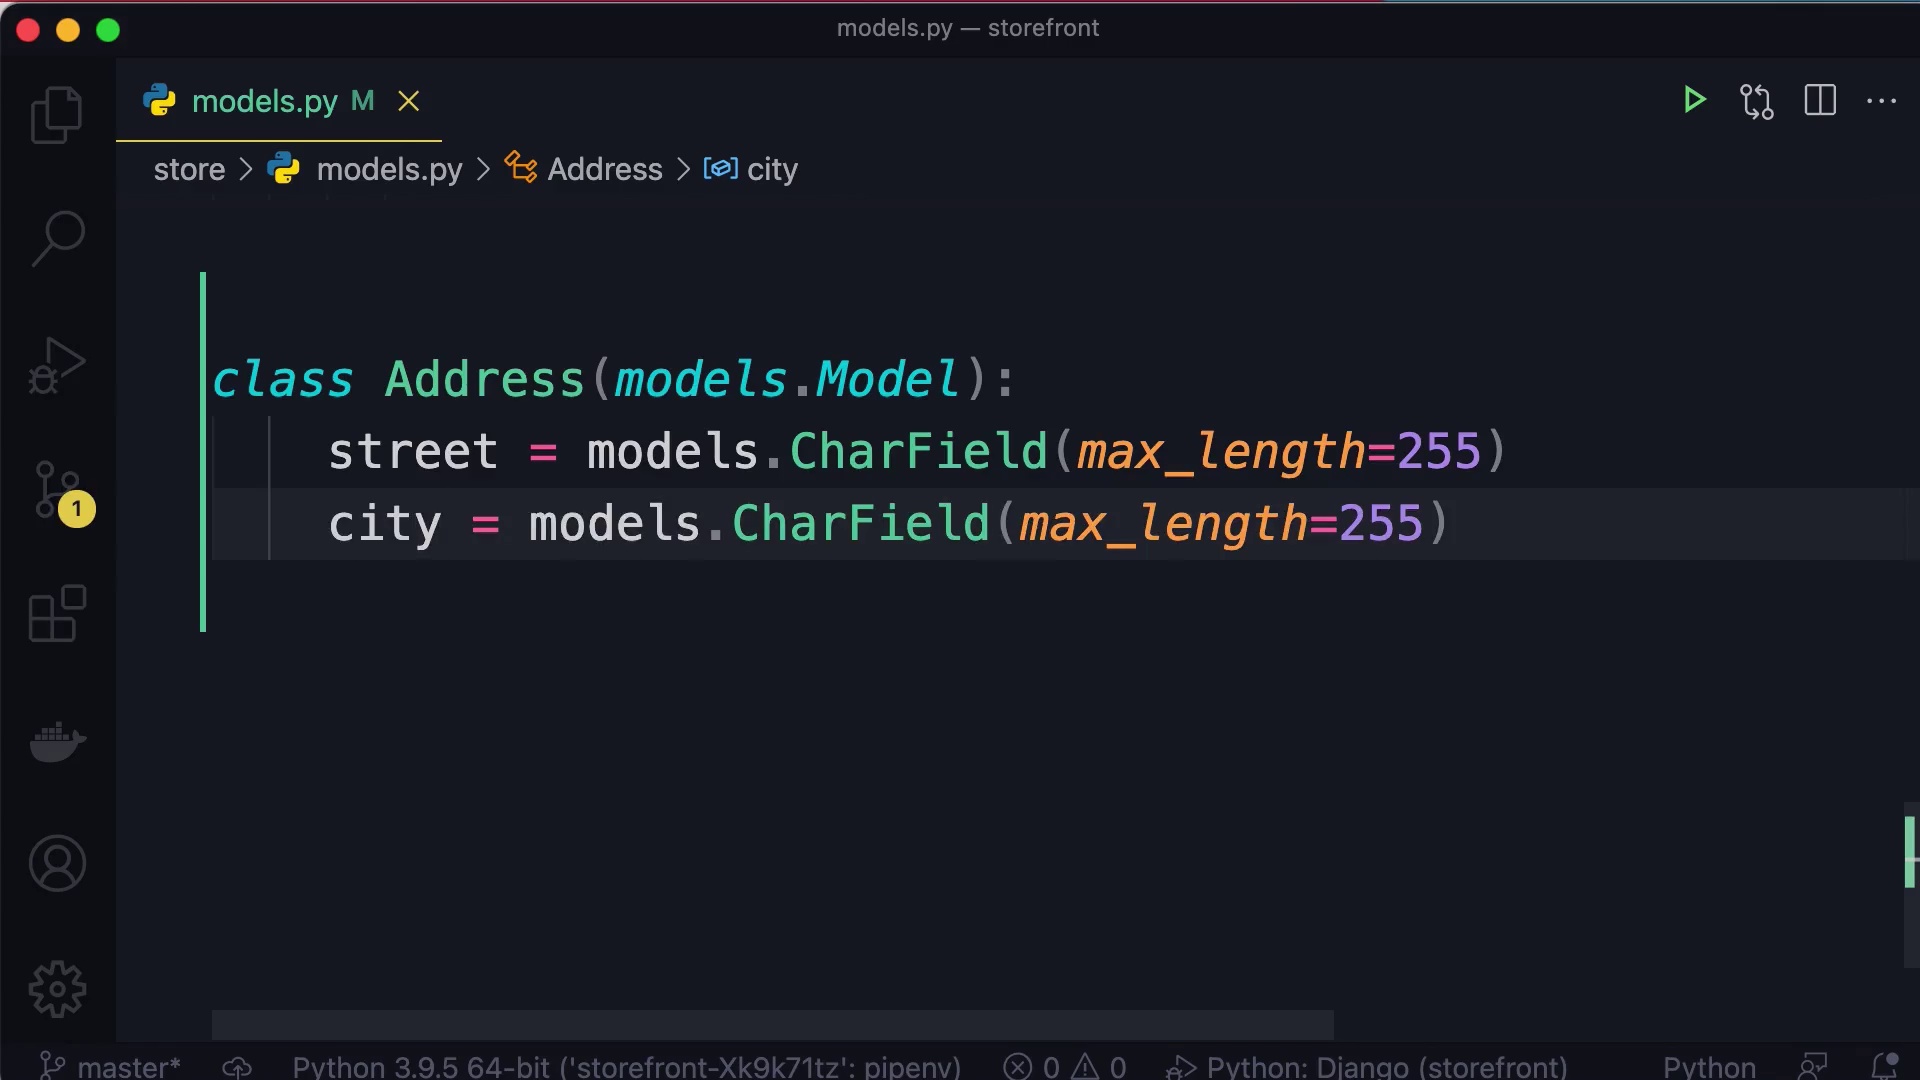 models.py — storefront
models.py M
store > models.py > Address > city
class Address(models.Model):
street = models.CharField(max_length=255)
city = models.CharField(max_length=255)
1
master* Python 3.9.5 64-bit ('storefront-Xk9k71tz': pipenv) 0 0 Python: Django (storefront) Python